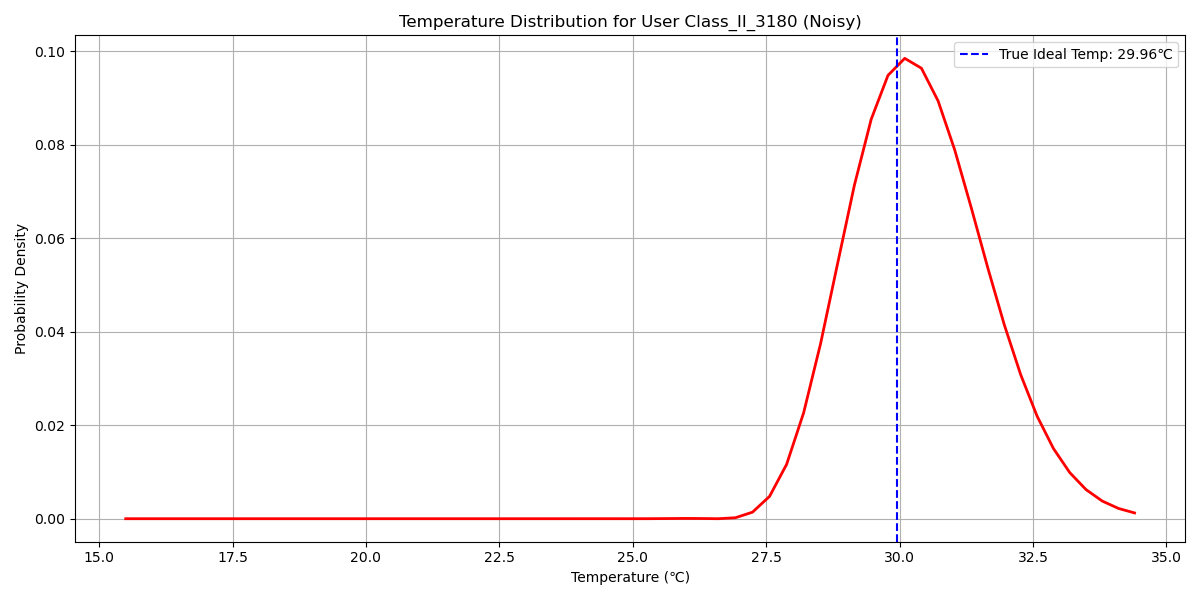 Temperature Distribution for User Class_II_3180 (Noisy)
True Ideal Temp: 29.96℃
Probability Density
0.10
0.08
0.06
0.04
0.02
0.00
15.0 17.5 20.0 22.5 25.0 27.5 30.0 32.5 35.0
Temperature (℃)